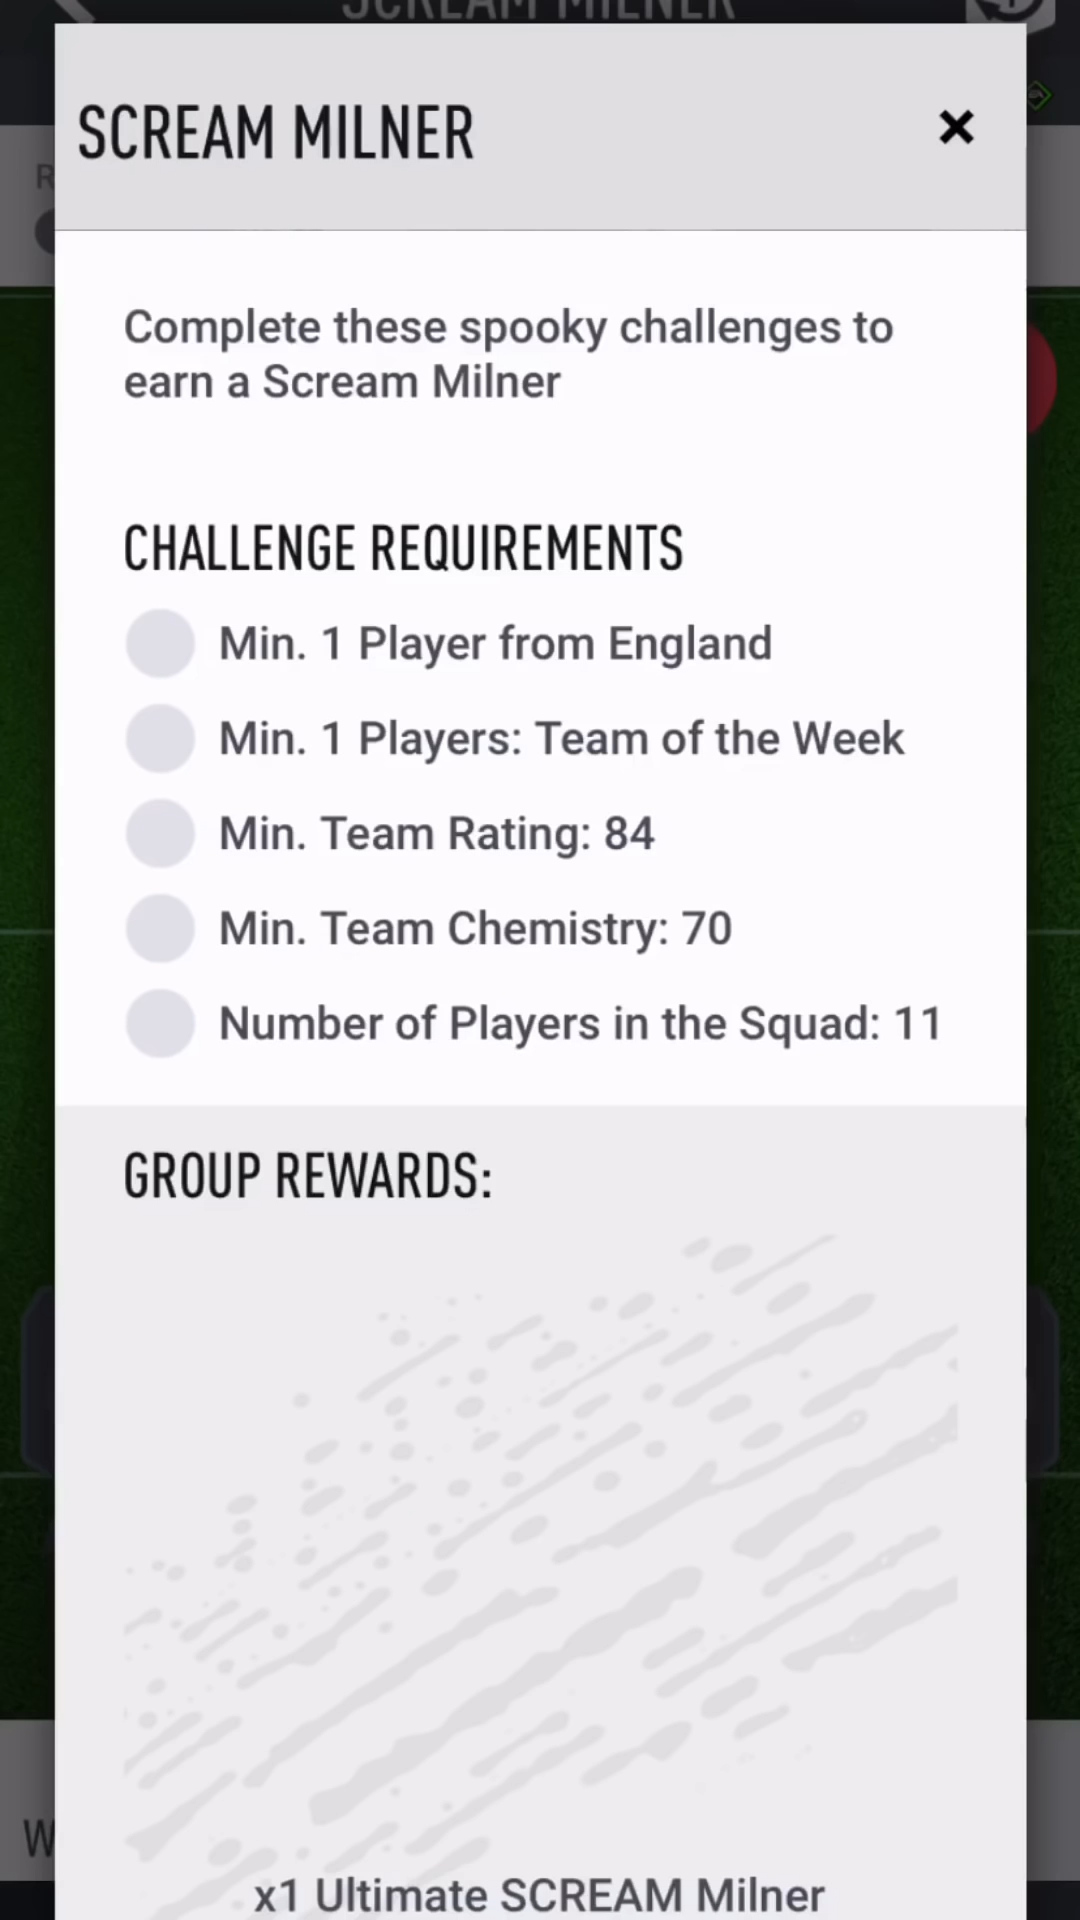 SCREAM MILNER
SCREAM MILNER
R
Complete these spooky challenges to
earn a Scream Milner
CHALLENGE REQUIREMENTS
Min. 1 Player from England
Min. 1 Players: Team of the Week
Min. Team Rating: 84
Min. Team Chemistry: 70
Number of Players in the Squad: 11
GROUP REWARDS:
W
x1 Ultimate SCREAM Milner